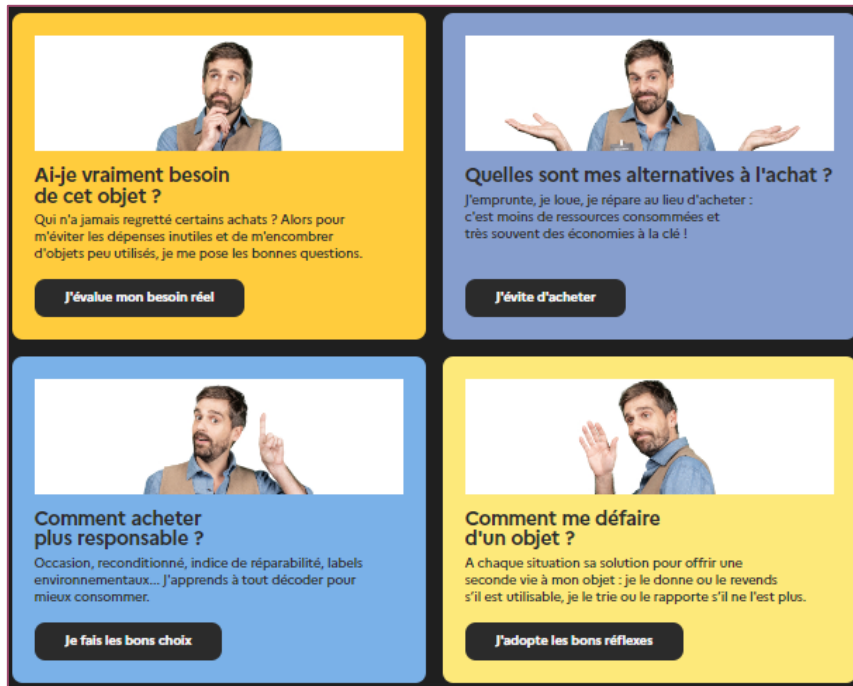 Ai-je vraiment besoin
de cet objet ?
Qui n'a jamais regretté certains achats ? Alors pour
m'éviter les dépenses inutiles et de m'encombrer
d'objets peu utilisés, je me pose les bonnes questions.
J'évalue mon besoin réel
Quelles sont mes alternatives à l'achat ?
J'emprunte, je loue, je répare au lieu d'acheter :
c'est moins de ressources consommées et
très souvent des économies à la clé !
J'évite d'acheter
Comment acheter
plus responsable ?
Occasion, reconditionné, indice de réparabilité, labels
environnementaux... J'apprends à tout décoder pour
mieux consommer.
Je fais les bons choix
Comment me défaire
d'un objet ?
A chaque situation sa solution pour offrir une
seconde vie à mon objet : je le donne ou le revends
s'il est utilisable, je le trie ou le rapporte s'il ne l'est plus.
J'adopte les bons réflexes